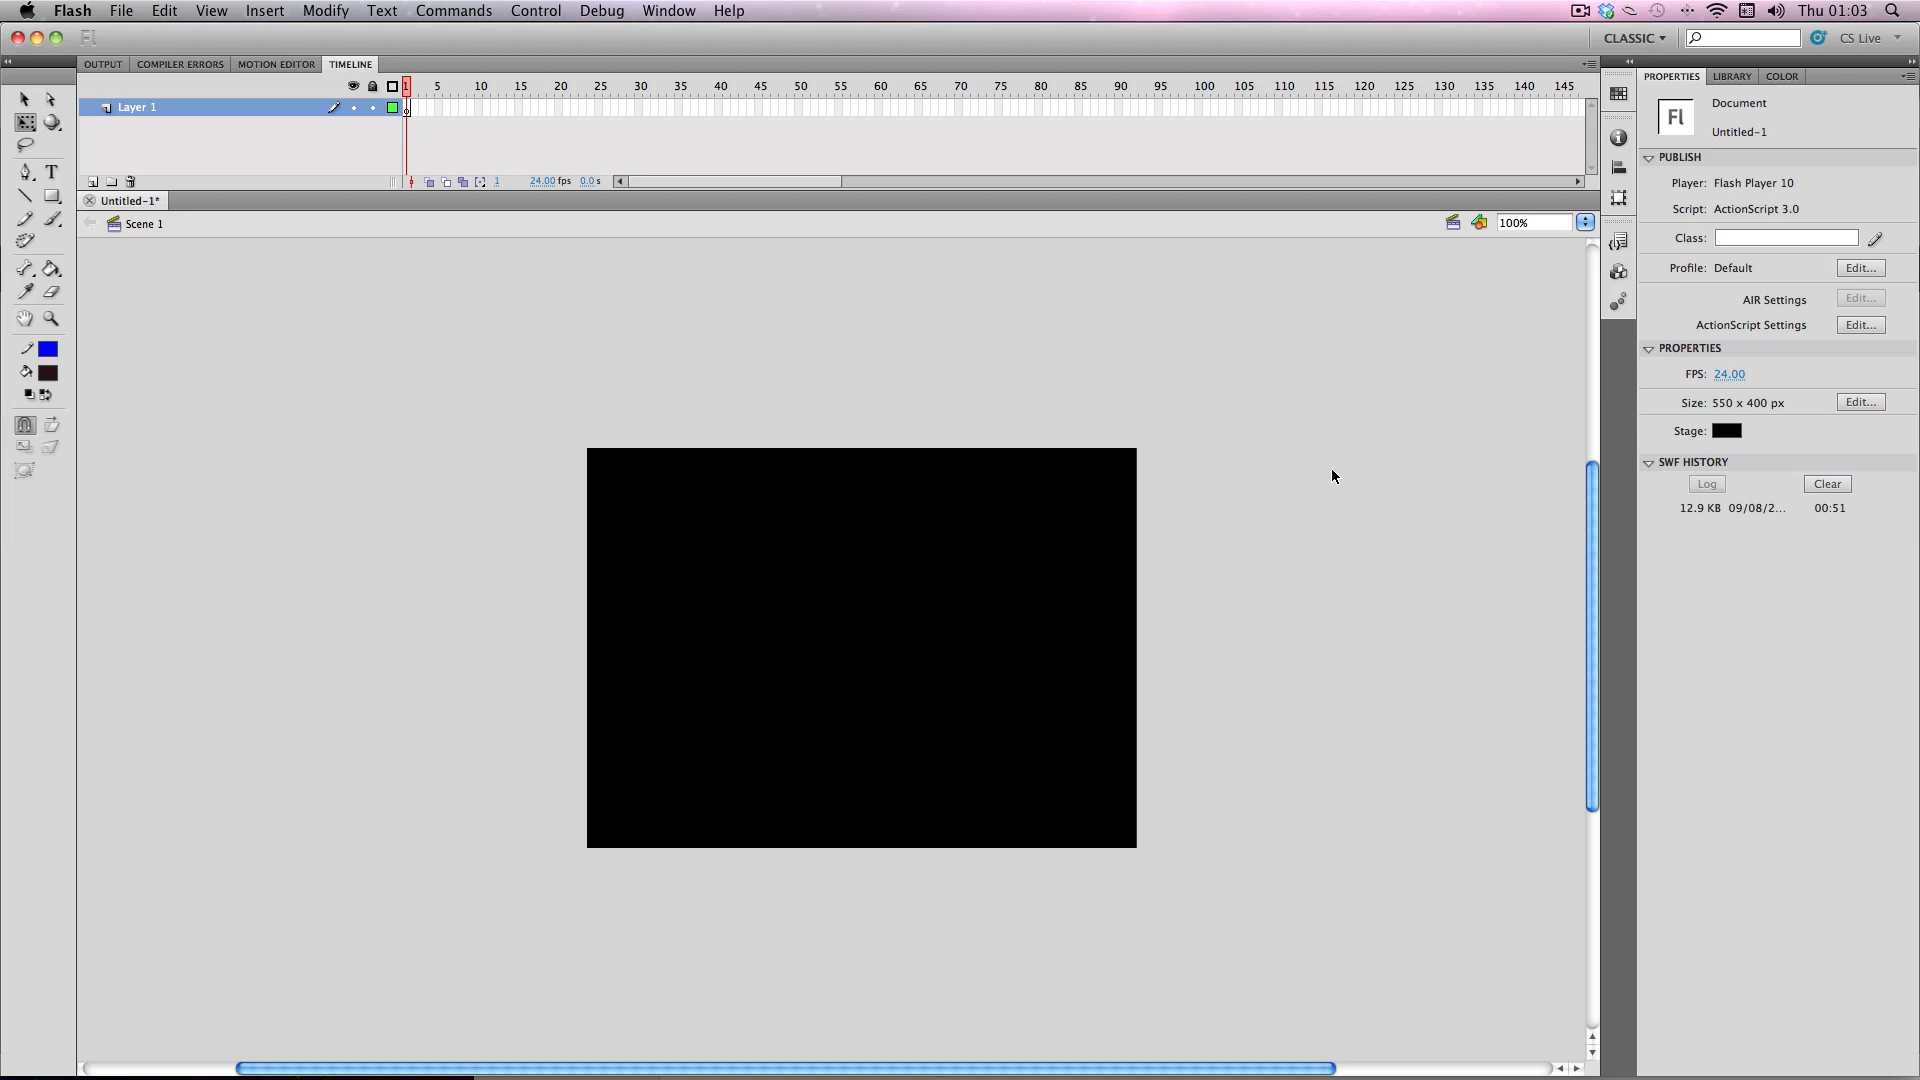 Flash File Edit View Insert Modify Text Commands Control Debug Window Help Thu 01:03
Fl CLASSIC CS Live
OUTPUT COMPILER ERRORS MOTION EDITOR TIMELINE
1 5 10 15 20 25 30 35 40 45 50 55 60 65 70 75 80 85 90 95 100 105 110 115 120 125 130 135 140 145
Layer 1
1 24.00 fps 0.0 s
Untitled-1*
Scene 1
100%
PROPERTIES LIBRARY COLOR
Fl
Document
Untitled-1
PUBLISH
Player: Flash Player 10
Script: ActionScript 3.0
Class:
Profile: Default Edit...
AIR Settings Edit...
ActionScript Settings Edit...
PROPERTIES
FPS: 24.00
Size: 550 x 400 px Edit...
Stage:
SWF HISTORY
Log Clear
12.9 KB 09/08/2... 00:51